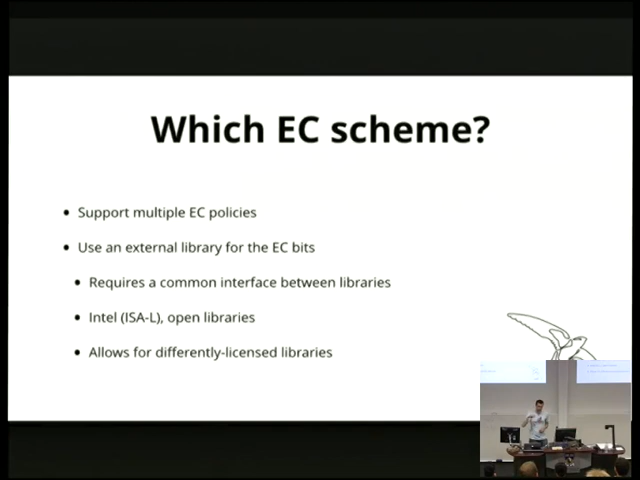 Which EC scheme?
Support multiple EC policies
Use an external library for the EC bits
Requires a common interface between libraries
Intel (ISA-L), open libraries
Allows for differently-licensed libraries